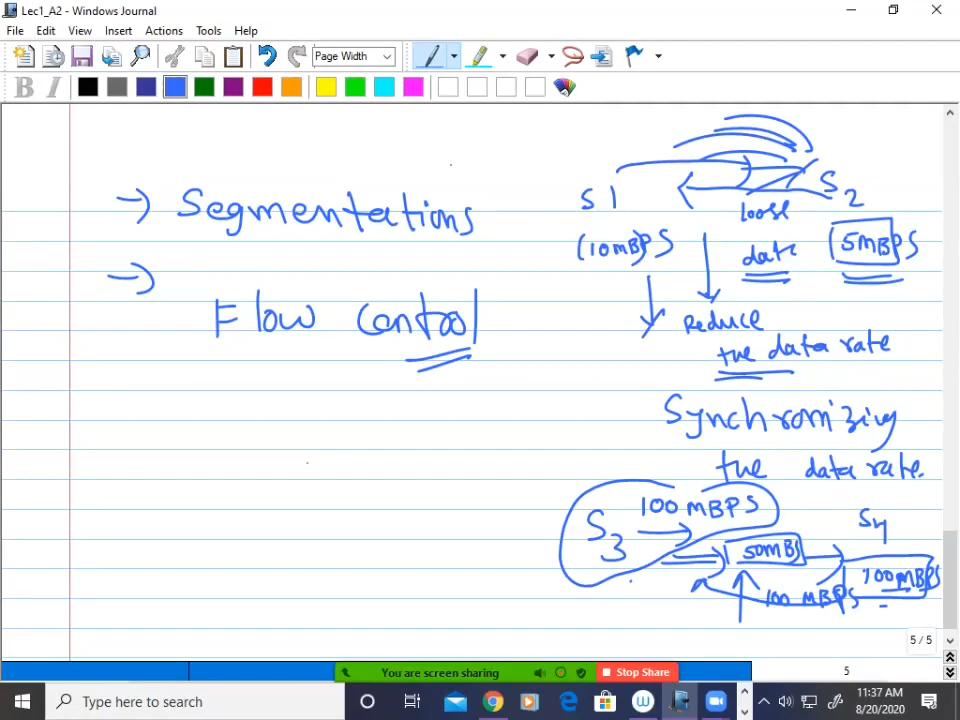 Lec1_A2 - Windows Journal
File Edit View Insert Actions Tools Help
Page Width
B I
→ Segmentations
→
Flow Control
S1 S2
(10MBPS loose (5MBPS
date
Reduce
the data rate
Synchronizing
the data rate.
100 MBPS
S3 S4
50MBS
100MBPS
100 MBPS
5 / 5
You are screen sharing Stop Share 5
Type here to search
11:37 AM
8/20/2020